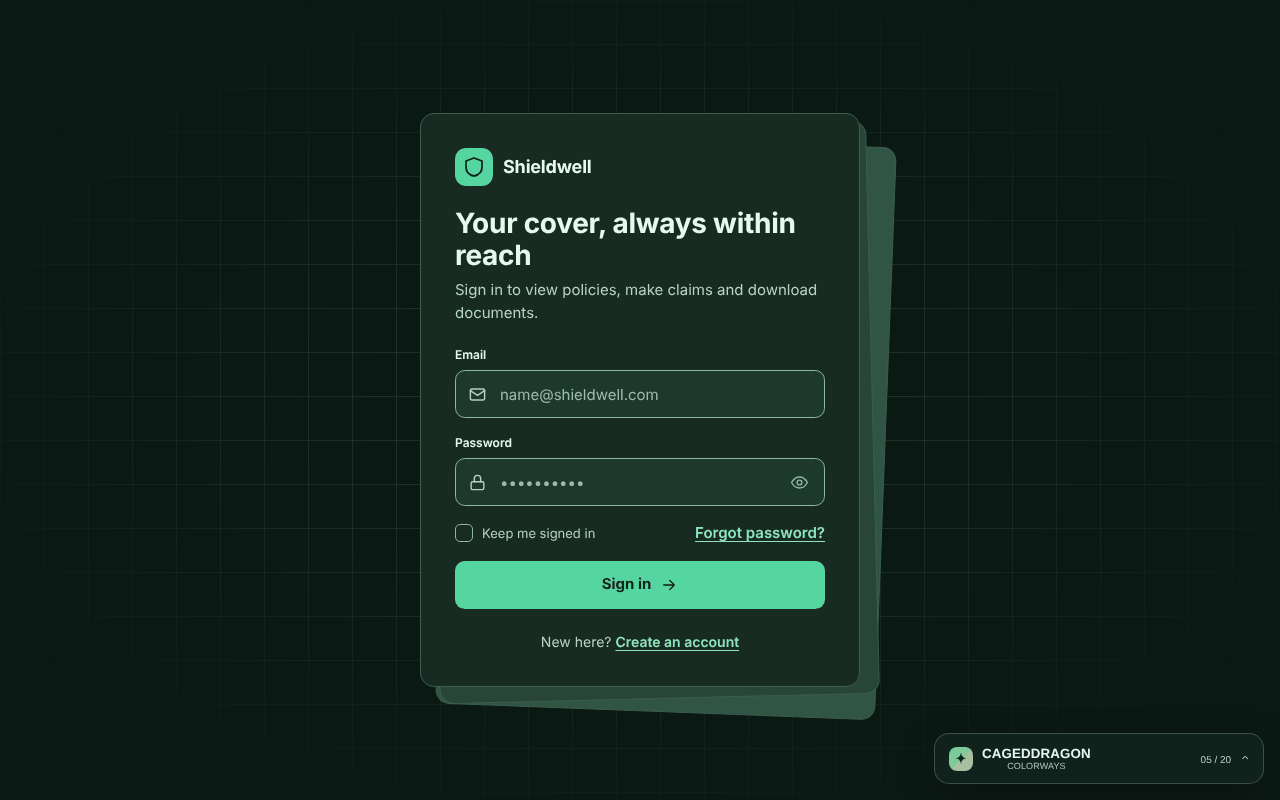 Shieldwell
Your cover, always within
reach
Sign in to view policies, make claims and download
documents.
Email
name@shieldwell.com
Password
••••••••••
Keep me signed in
Forgot password?
Sign in →
New here? Create an account
CAGEDDRAGON
COLORWAYS
05 / 20